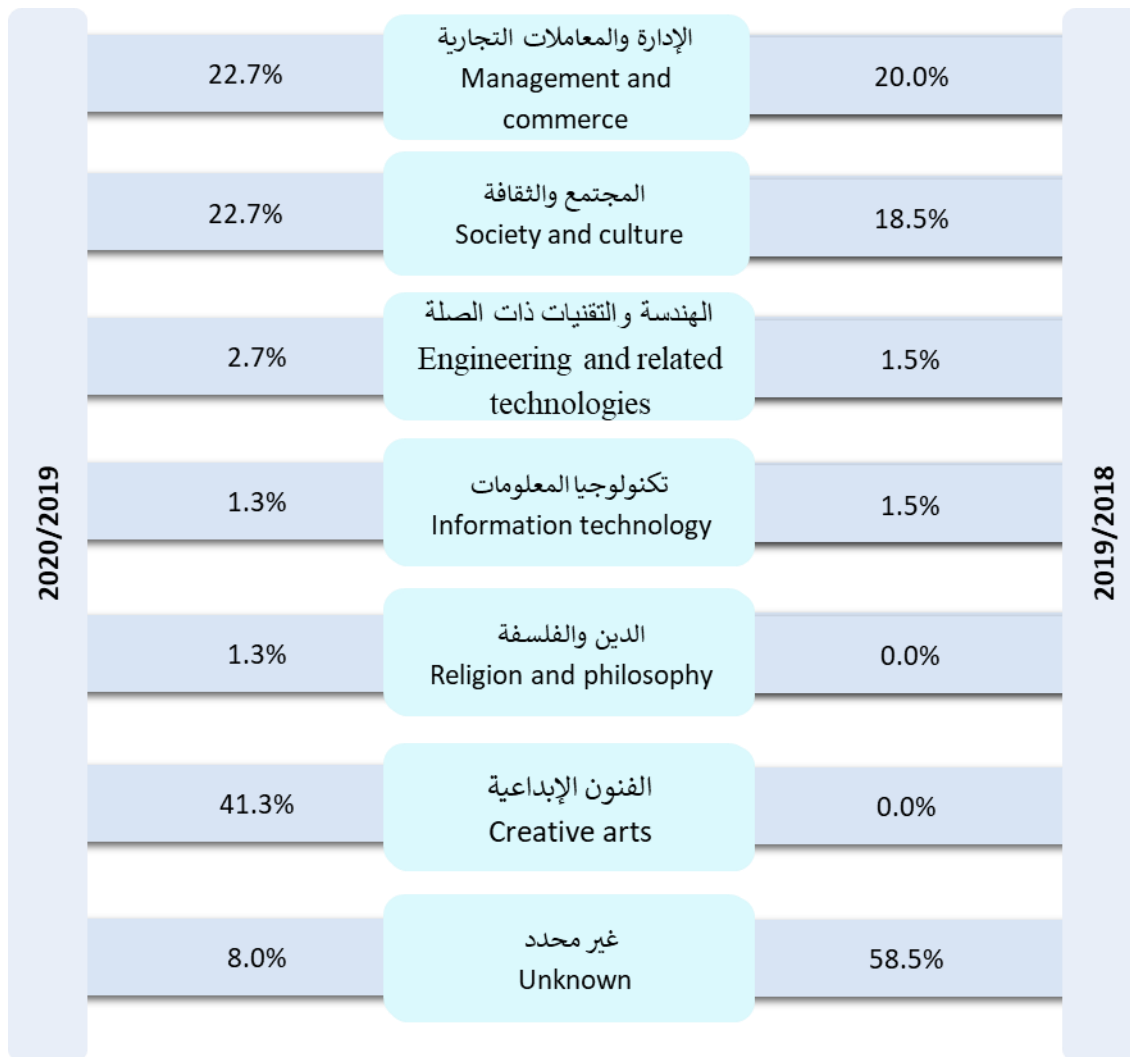 2020/2019
2019/2018
22.7%
الإدارة والمعاملات التجارية
Management and
commerce
20.0%
22.7%
المجتمع والثقافة
Society and culture
18.5%
2.7%
الهندسة والتقنيات ذات الصلة
Engineering and related
technologies
1.5%
1.3%
تكنولوجيا المعلومات
Information technology
1.5%
1.3%
الدين والفلسفة
Religion and philosophy
0.0%
41.3%
الفنون الإبداعية
Creative arts
0.0%
8.0%
غير محدد
Unknown
58.5%